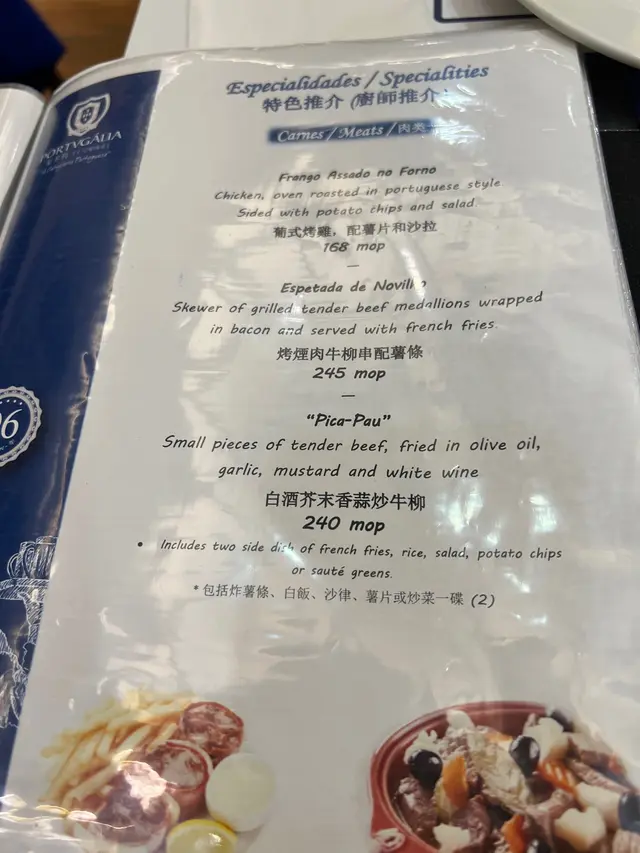 PORTVGÁLIA
Especialidades / Specialities
特色推介 (廚師推介)
Carnes / Meats / 肉类
Frango Assado no Forno
Chicken, oven roasted in portuguese style
Sided with potato chips and salad
葡式烤雞，配薯片和沙拉
168 mop
Espetada de Novilho
Skewer of grilled tender beef medallions wrapped
in bacon and served with french fries
烤煙肉牛柳串配薯條
245 mop
“Pica-Pau”
Small pieces of tender beef, fried in olive oil,
garlic, mustard and white wine
白酒芥末香蒜炒牛柳
240 mop
• Includes two side dish of french fries, rice, salad, potato chips
or sauté greens.
* 包括炸薯條、白飯、沙律、薯片或炒菜一碟 (2)